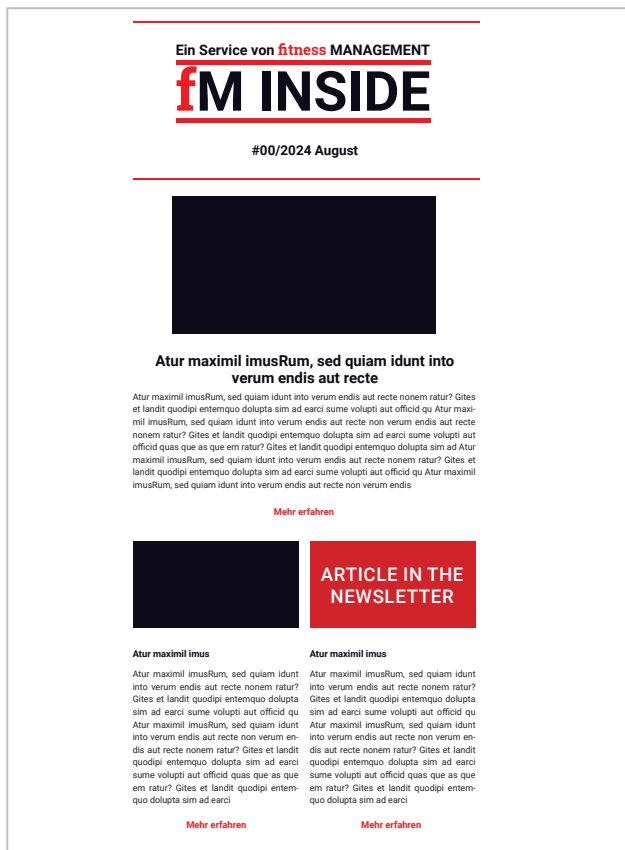 Ein Service von fitness MANAGEMENT
fM INSIDE
#00/2024 August
Atur maximil imusRum, sed quiam idunt into
verum endis aut recte
Atur maximil imusRum, sed quiam idunt into verum endis aut recte nonem ratur? Gites
et landit quodipi entemquo dolupta sim ad earci sume volupti aut officid qu Atur maxi-
mil imusRum, sed quiam idunt into verum endis aut recte non verum endis aut recte
nonem ratur? Gites et landit quodipi entemquo dolupta sim ad earci sume volupti aut
officid quas que as que em ratur? Gites et landit quodipi entemquo dolupta sim ad Atur
maximil imusRum, sed quiam idunt into verum endis aut recte nonem ratur? Gites et
landit quodipi entemquo dolupta sim ad earci sume volupti aut officid qu Atur maximil
imusRum, sed quiam idunt into verum endis aut recte non verum endis
Mehr erfahren
ARTICLE IN THE
NEWSLETTER
Atur maximil imus
Atur maximil imusRum, sed quiam idunt
into verum endis aut recte nonem ratur?
Gites et landit quodipi entemquo dolupta
sim ad earci sume volupti aut officid qu
Atur maximil imusRum, sed quiam idunt
into verum endis aut recte non verum en-
dis aut recte nonem ratur? Gites et landit
quodipi entemquo dolupta sim ad earci
sume volupti aut officid quas que as que
em ratur? Gites et landit quodipi entem-
quo dolupta sim ad earci
Mehr erfahren
Atur maximil imus
Atur maximil imusRum, sed quiam idunt
into verum endis aut recte nonem ratur?
Gites et landit quodipi entemquo dolupta
sim ad earci sume volupti aut officid qu
Atur maximil imusRum, sed quiam idunt
into verum endis aut recte non verum en-
dis aut recte nonem ratur? Gites et landit
quodipi entemquo dolupta sim ad earci
sume volupti aut officid quas que as que
em ratur? Gites et landit quodipi entem-
quo dolupta sim ad earci
Mehr erfahren